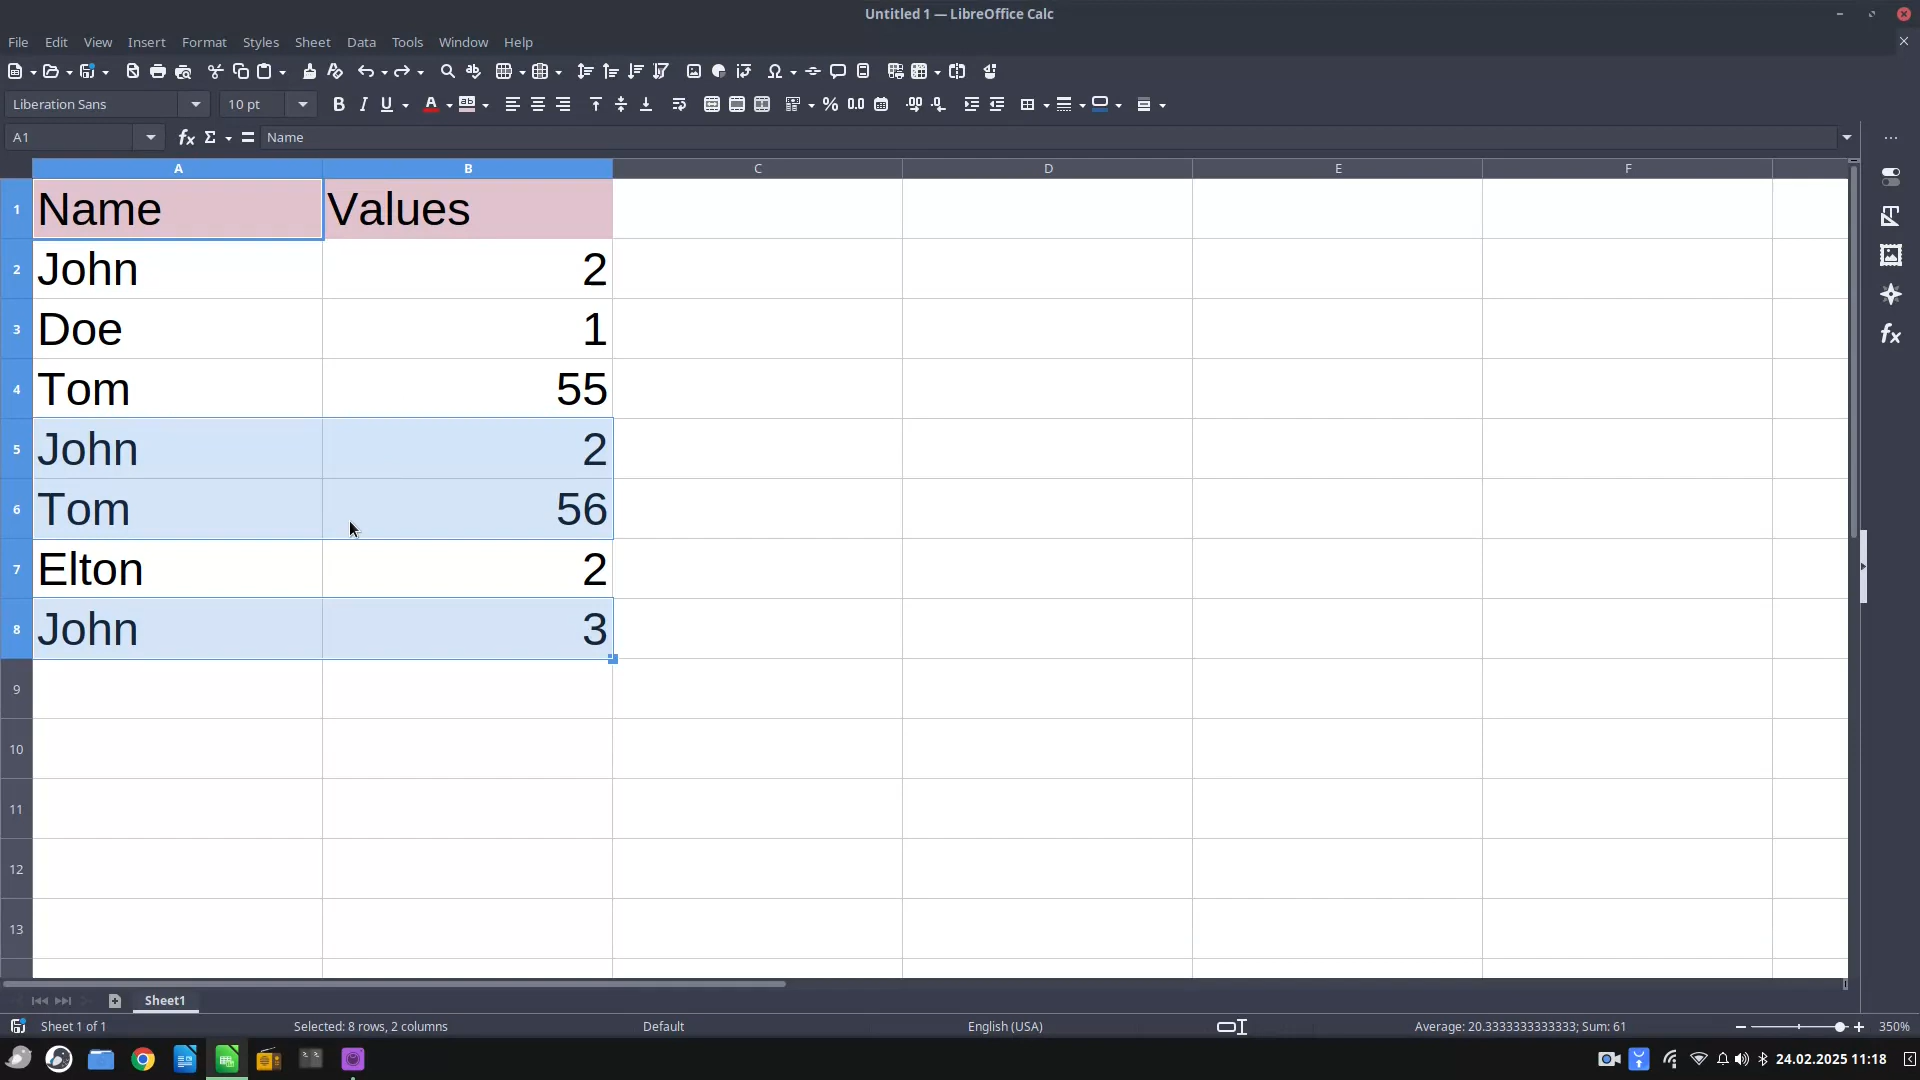 Untitled 1 — LibreOffice Calc
File Edit View Insert Format Styles Sheet Data Tools Window Help
Liberation Sans 10 pt
A1 Name
A B C D E F
1 Name Values
2 John 2
3 Doe 1
4 Tom 55
5 John 2
6 Tom 56
7 Elton 2
8 John 3
9
10
11
12
13
Sheet1
Sheet 1 of 1 Selected: 8 rows, 2 columns Default English (USA) Average: 20.3333333333333; Sum: 61 350%
24.02.2025 11:18